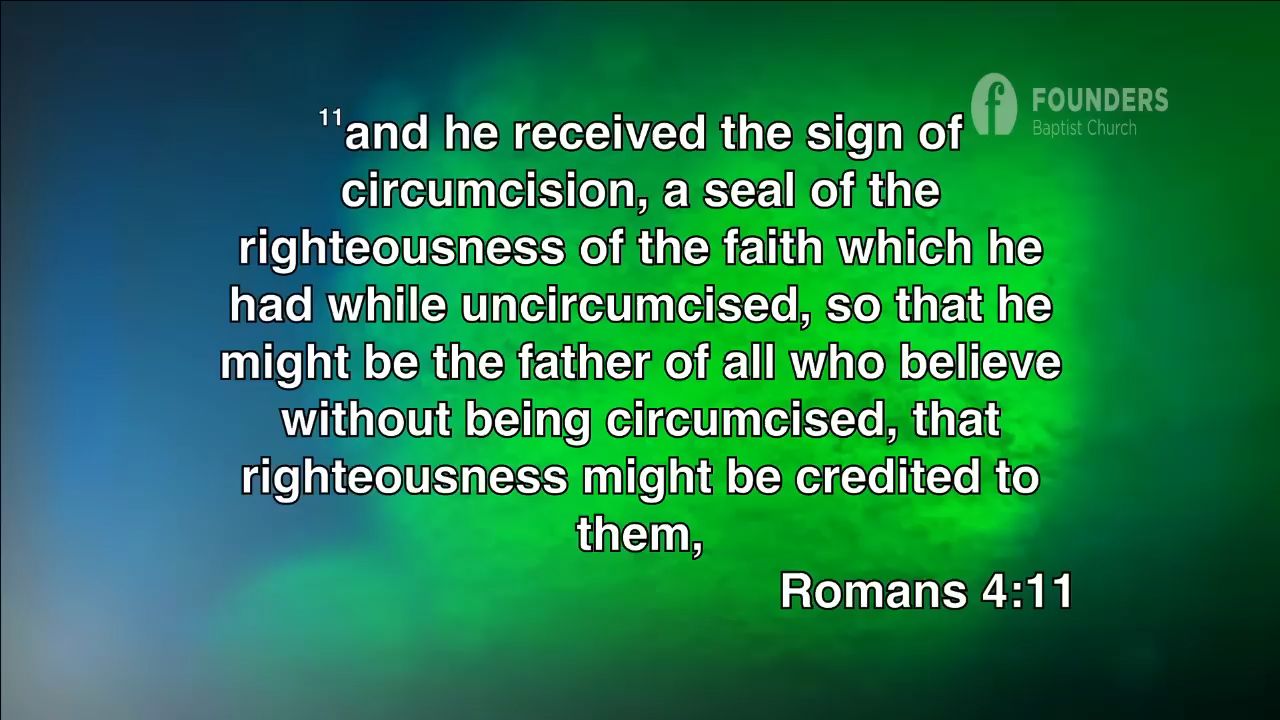 FOUNDERS
Baptist Church
11and he received the sign of
circumcision, a seal of the
righteousness of the faith which he
had while uncircumcised, so that he
might be the father of all who believe
without being circumcised, that
righteousness might be credited to
them,
Romans 4:11